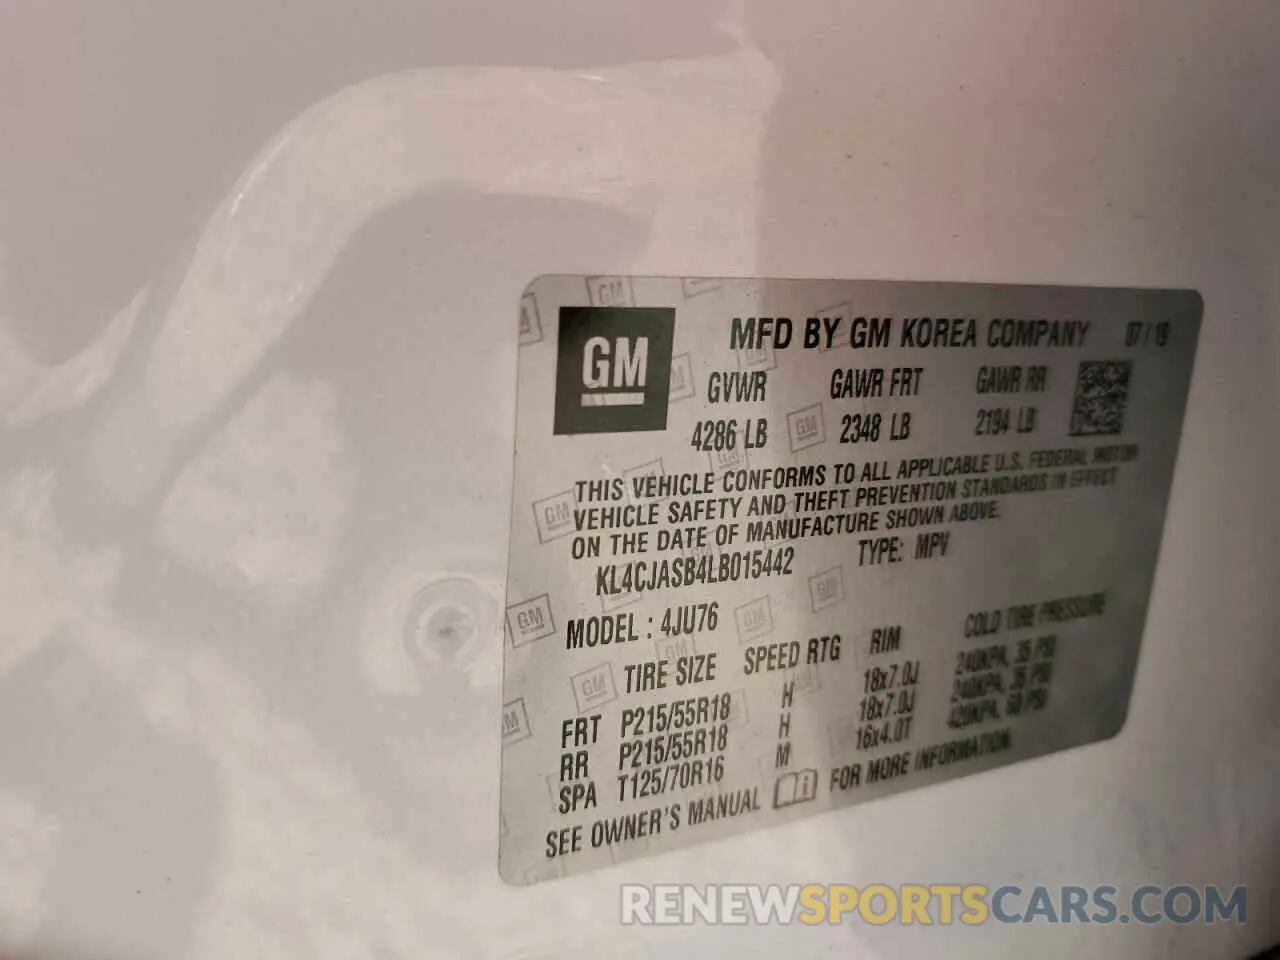 GM
MFD BY GM KOREA COMPANY 07/19
GVWR GAWR FRT GAWR RR
4286 LB 2348 LB 2194 LB
THIS VEHICLE CONFORMS TO ALL APPLICABLE U.S. FEDERAL MOTOR
VEHICLE SAFETY AND THEFT PREVENTION STANDARDS IN EFFECT
ON THE DATE OF MANUFACTURE SHOWN ABOVE.
KL4CJASB4LB015442 TYPE: MPV
MODEL : 4JU76
TIRE SIZE SPEED RTG RIM COLD TIRE PRESSURE
FRT P215/55R18 H 18x7.0J 240KPA, 35 PSI
RR P215/55R18 H 18x7.0J 240KPA, 35 PSI
SPA T125/70R16 M 16x4.0T 420KPA, 60 PSI
SEE OWNER'S MANUAL FOR MORE INFORMATION
RENEWSPORTSCARS.COM